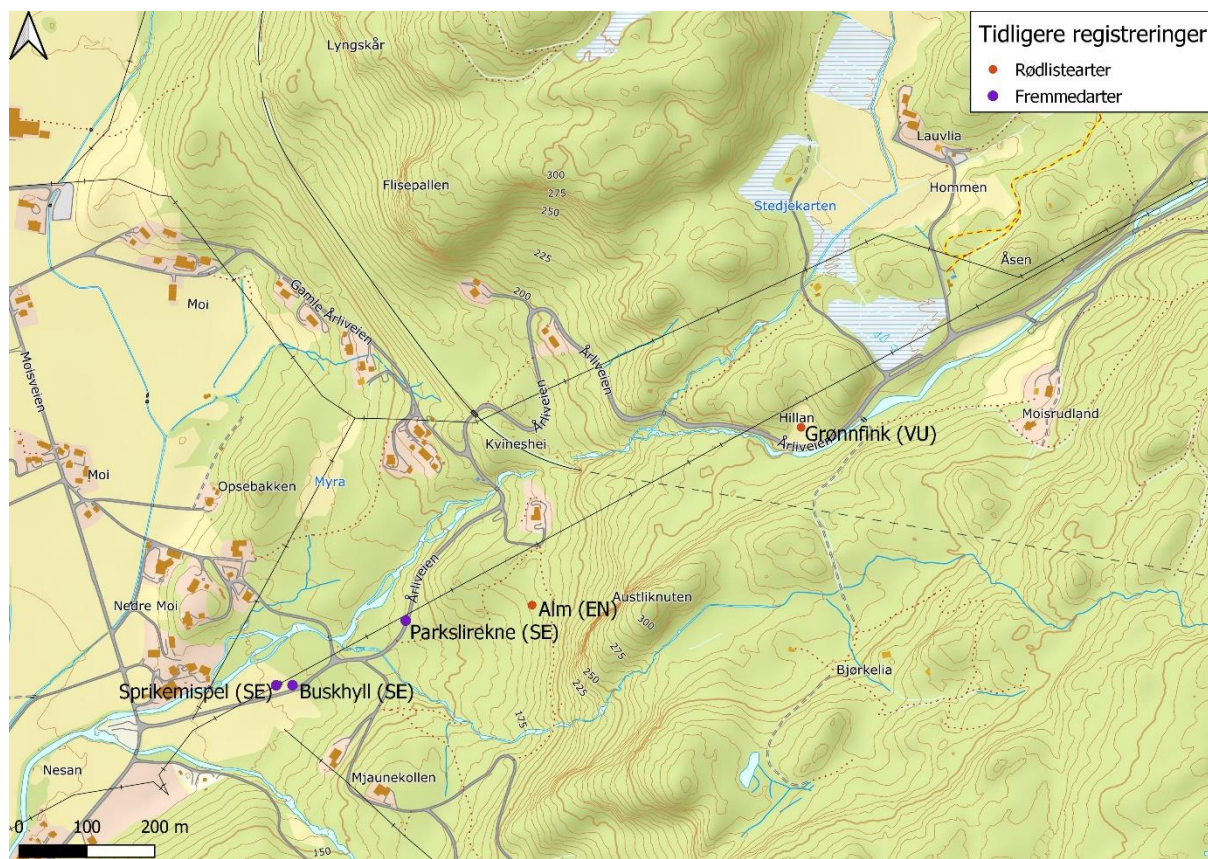 Tidligere registreringer
Rødlistearter
Fremmedarter
Lyngskår
Lauvlia
Flisepallen
300
275
250
Hommen
Stedjekarten
225
Åsen
Gamle Årliveien
Moi
200
Årliveien
Moisveien
Årliveien
Hillan
Grønnfink (VU)
Moisrudland
Årliveien
Kvineshei
Moi
Opsebakken
Myra
Årliveien
Nedre Moi
Alm (EN)
Austliknuten
Parkslirekne (SE)
300
275
250
225
Bjørkelia
Sprikemispel (SE)
Buskhyll (SE)
175
Nesan
Mjaunekollen
0 100 200 m
150